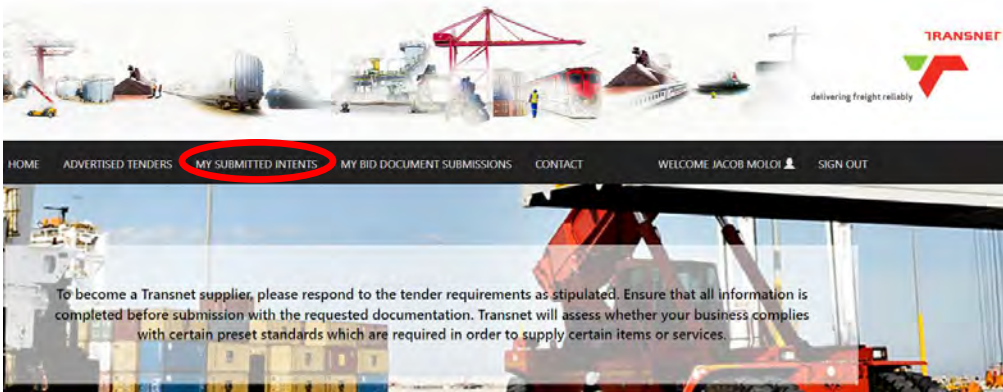 TRANSNET
delivering freight reliably
HOME ADVERTISED TENDERS MY SUBMITTED INTENTS MY BID DOCUMENT SUBMISSIONS CONTACT WELCOME JACOB MOLOI SIGN OUT
To become a Transnet supplier, please respond to the tender requirements as stipulated. Ensure that all information is
completed before submission with the requested documentation. Transnet will assess whether your business complies
with certain preset standards which are required in order to supply certain items or services.